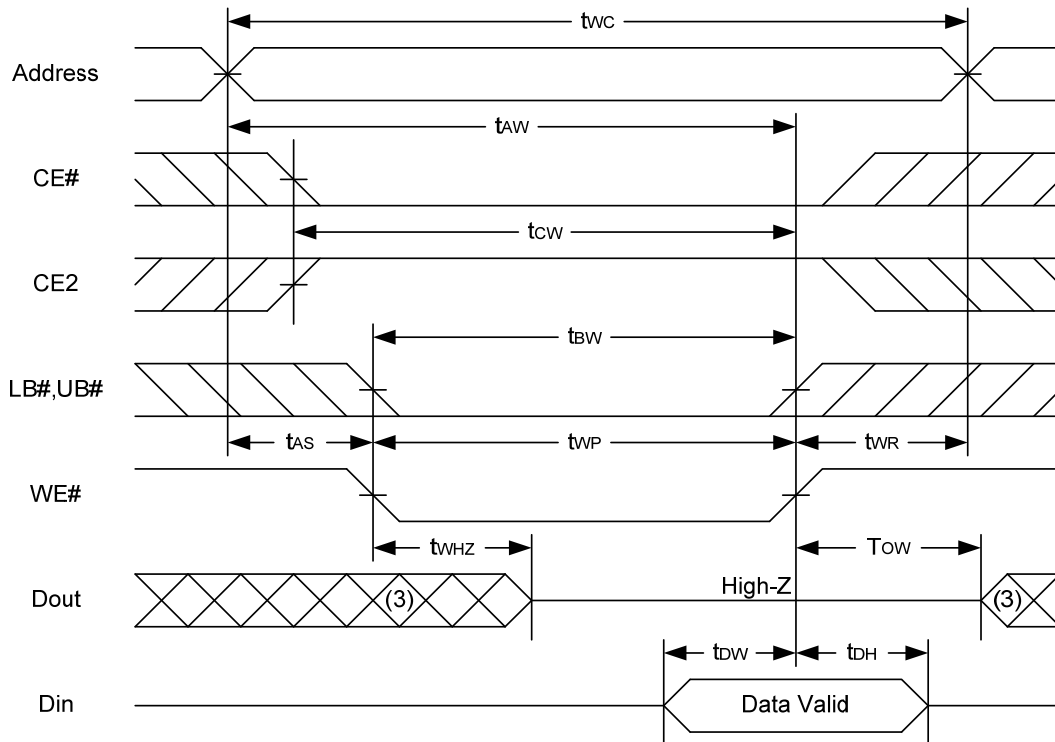 tWC
Address
tAW
CE#
tCW
CE2
tBW
LB#,UB#
tAS
tWP
tWR
WE#
tWHZ
TOW
Dout
(3)
High-Z
(3)
tDW
tDH
Din
Data Valid